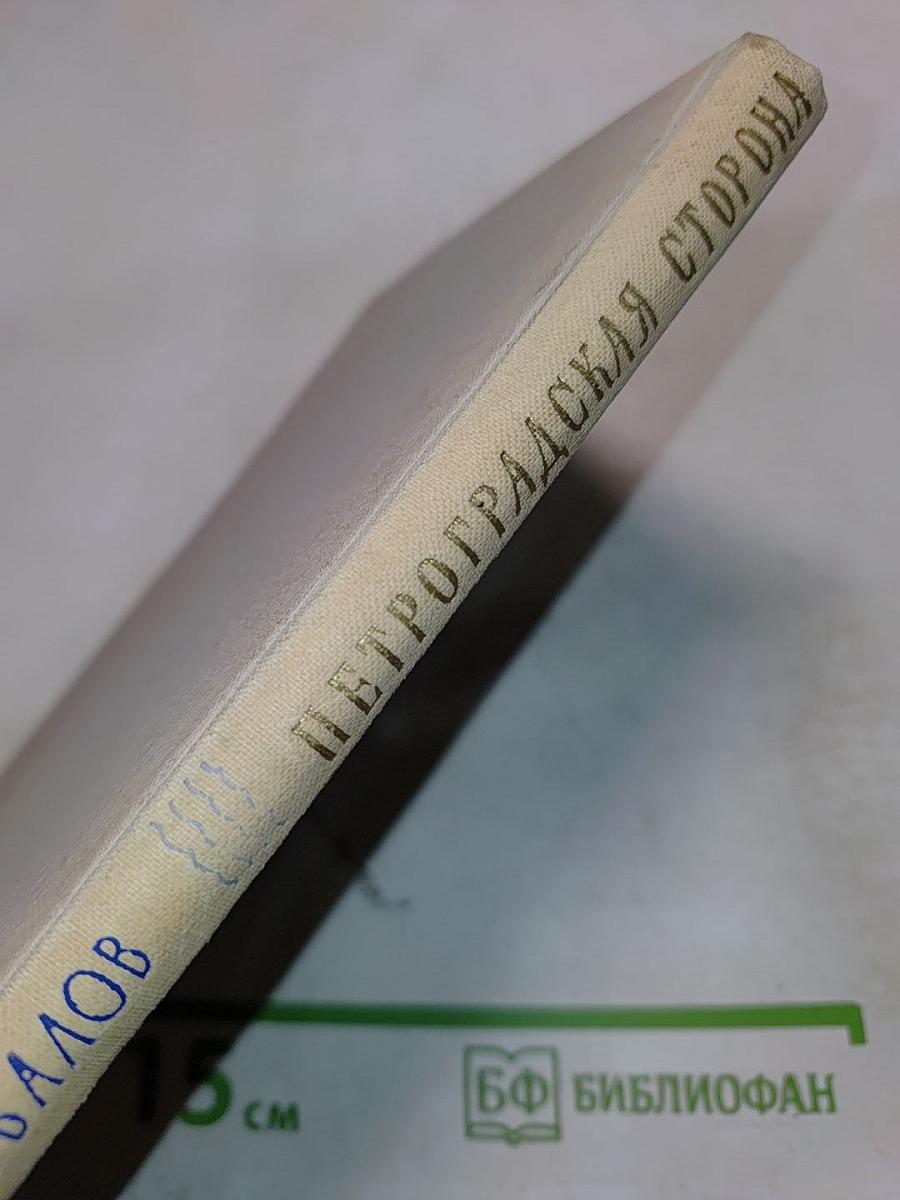 ВАЛОВ ПЕТРОГРАДСКАЯ СТОРОНА
15 см
БФ БИБЛИОФАН